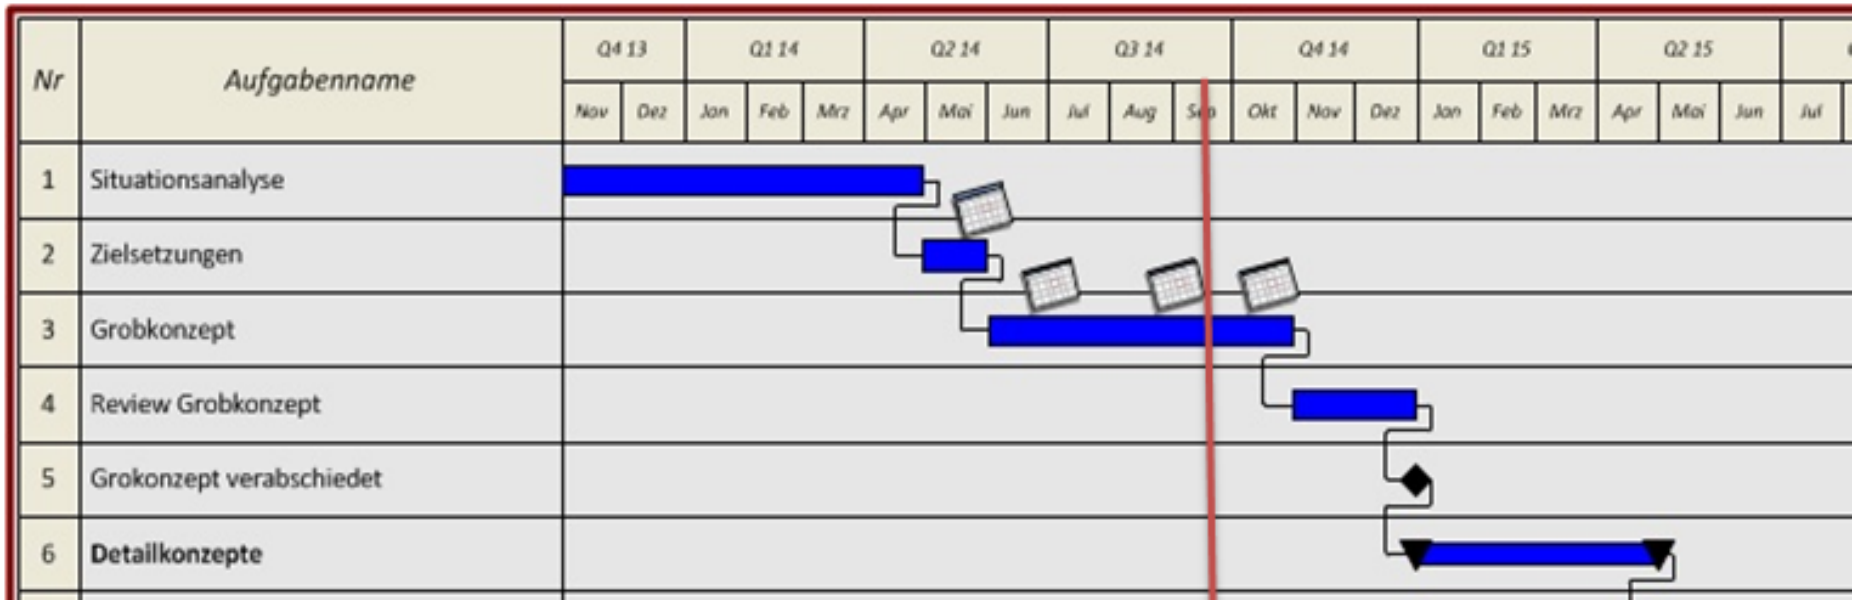 Nr Aufgabenname Q4 13 Q1 14 Q2 14 Q3 14 Q4 14 Q1 15 Q2 15
Nov Dez Jan Feb Mrz Apr Mai Jun Jul Aug Sep Okt Nov Dez Jan Feb Mrz Apr Mai Jun Jul
1 Situationsanalyse
2 Zielsetzungen
3 Grobkonzept
4 Review Grobkonzept
5 Grokonzept verabschiedet
6 Detailkonzepte